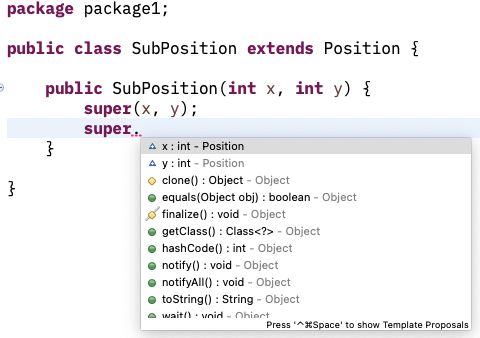 package package1;
public class SubPosition extends Position {
public SubPosition(int x, int y) {
super(x, y);
super.
}
}
x : int - Position
y : int - Position
clone() : Object - Object
equals(Object obj) : boolean - Object
finalize() : void - Object
getClass() : Class<?> - Object
hashCode() : int - Object
notify() : void - Object
notifyAll() : void - Object
toString() : String - Object
wait() : void - Object
Press '^⌘Space' to show Template Proposals